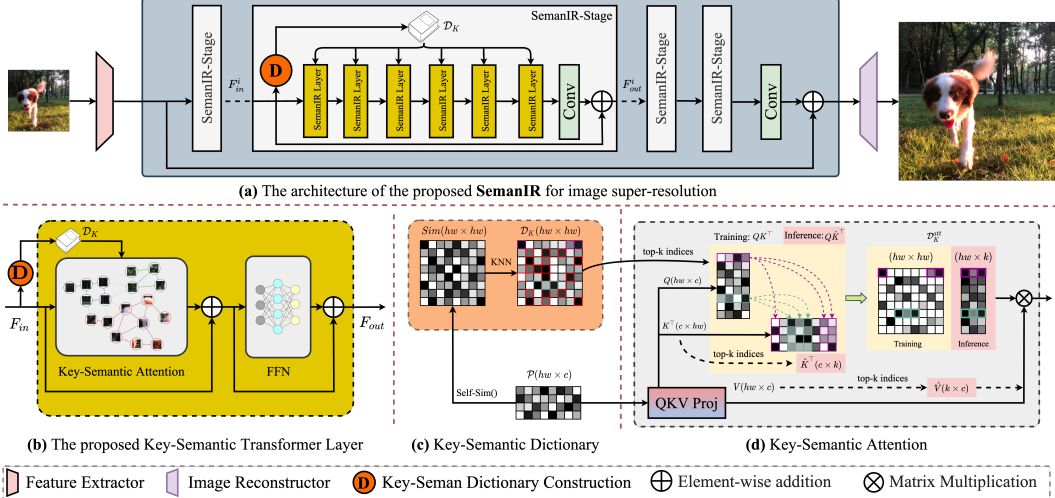 SemanIR-Stage
SemanIR-Stage
𝒟_K
D
F^i_in
SemanIR Layer
SemanIR Layer
SemanIR Layer
SemanIR Layer
SemanIR Layer
SemanIR Layer
Conv
F^i_out
SemanIR-Stage
SemanIR-Stage
Conv
(a) The architecture of the proposed SemanIR for image super-resolution
𝒟_K
D
F_in
Key-Semantic Attention
FFN
F_out
(b) The proposed Key-Semantic Transformer Layer
Sim(hw × hw)
𝒟_K(hw × hw)
KNN
Self-Sim()
𝒫(hw × c)
(c) Key-Semantic Dictionary
top-k indices
Training: QK^⊤
Inference: QK̂^⊤
Q(hw × c)
K^⊤(c × hw)
top-k indices
K̂^⊤(c × k)
𝒟_K^att
(hw × hw)
(hw × k)
Training
Inference
QKV Proj
V(hw × c)
top-k indices
V̂(k × c)
(d) Key-Semantic Attention
Feature Extractor
Image Reconstructor
D
Key-Seman Dictionary Construction
Element-wise addition
Matrix Multiplication